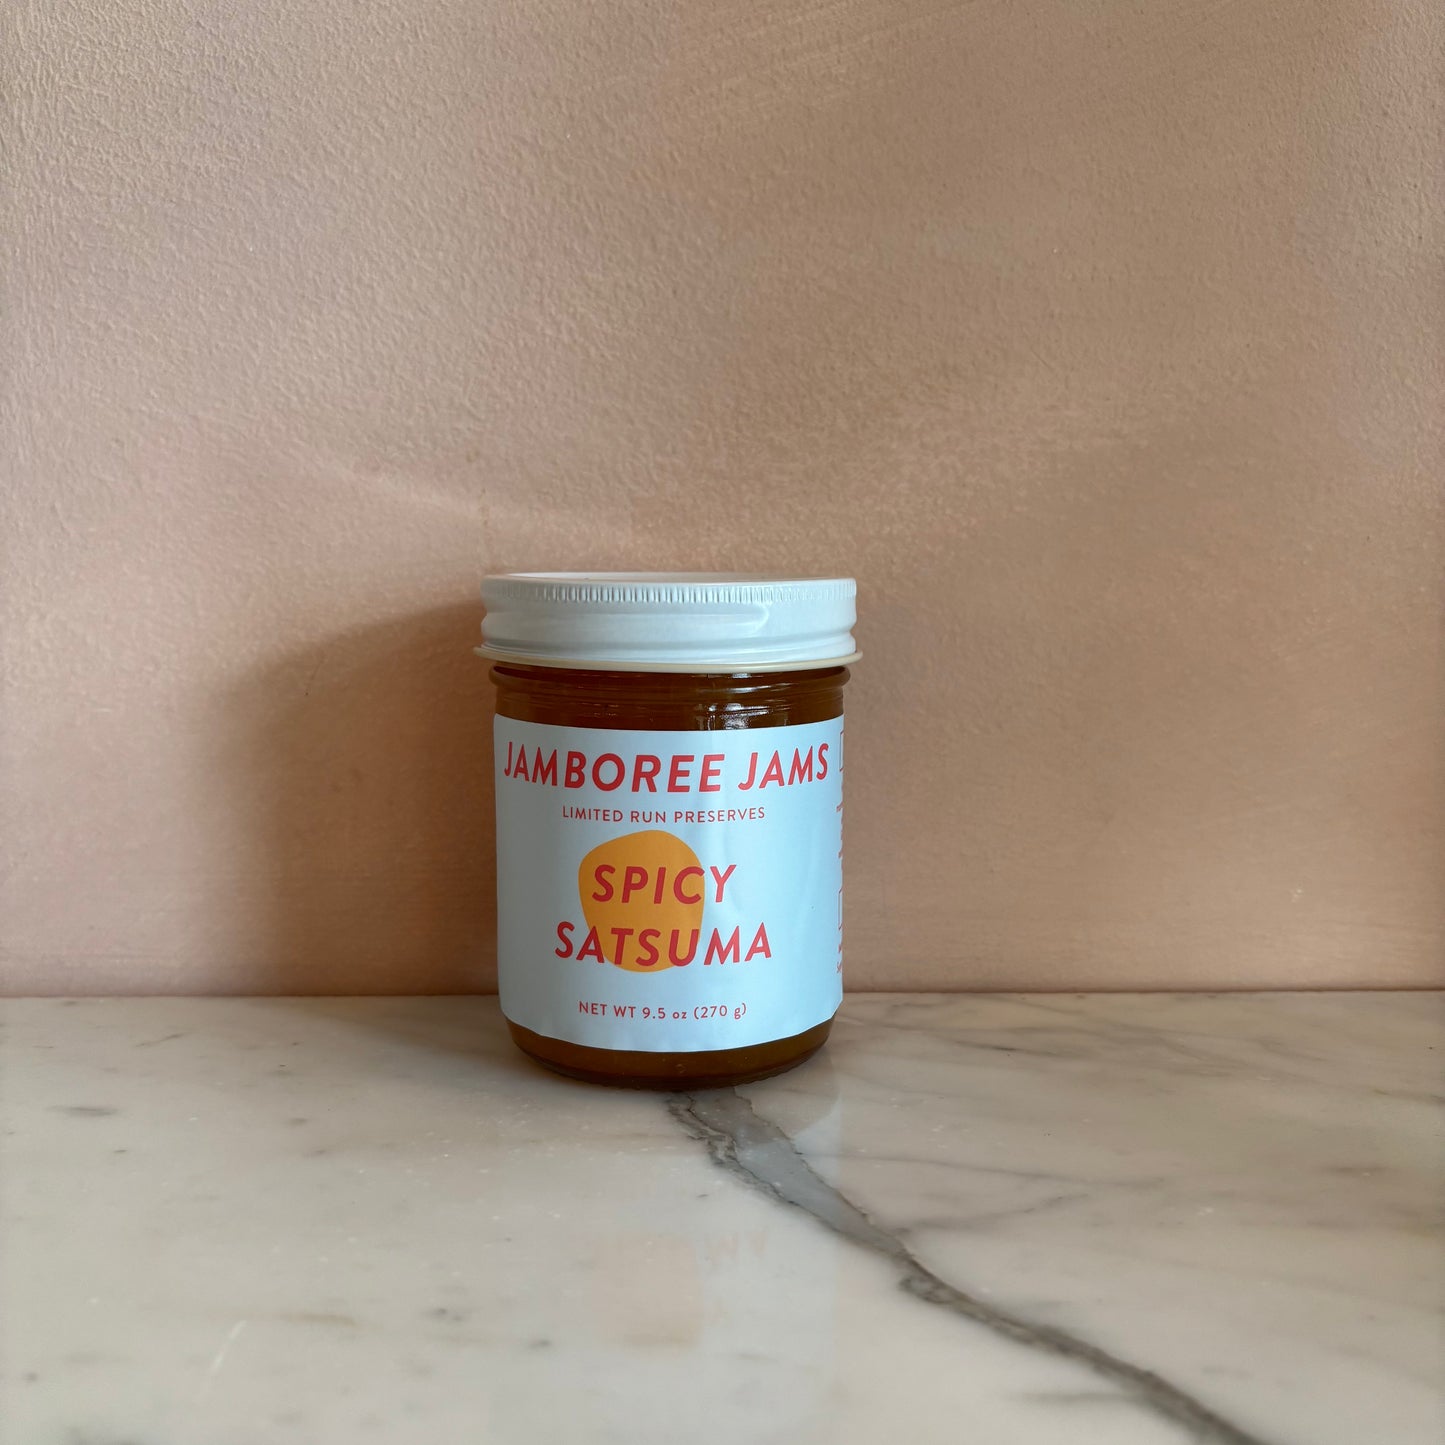 JAMBOREE JAMS
LIMITED RUN PRESERVES
SPICY
SATSUMA
NET WT 9.5 oz (270 g)